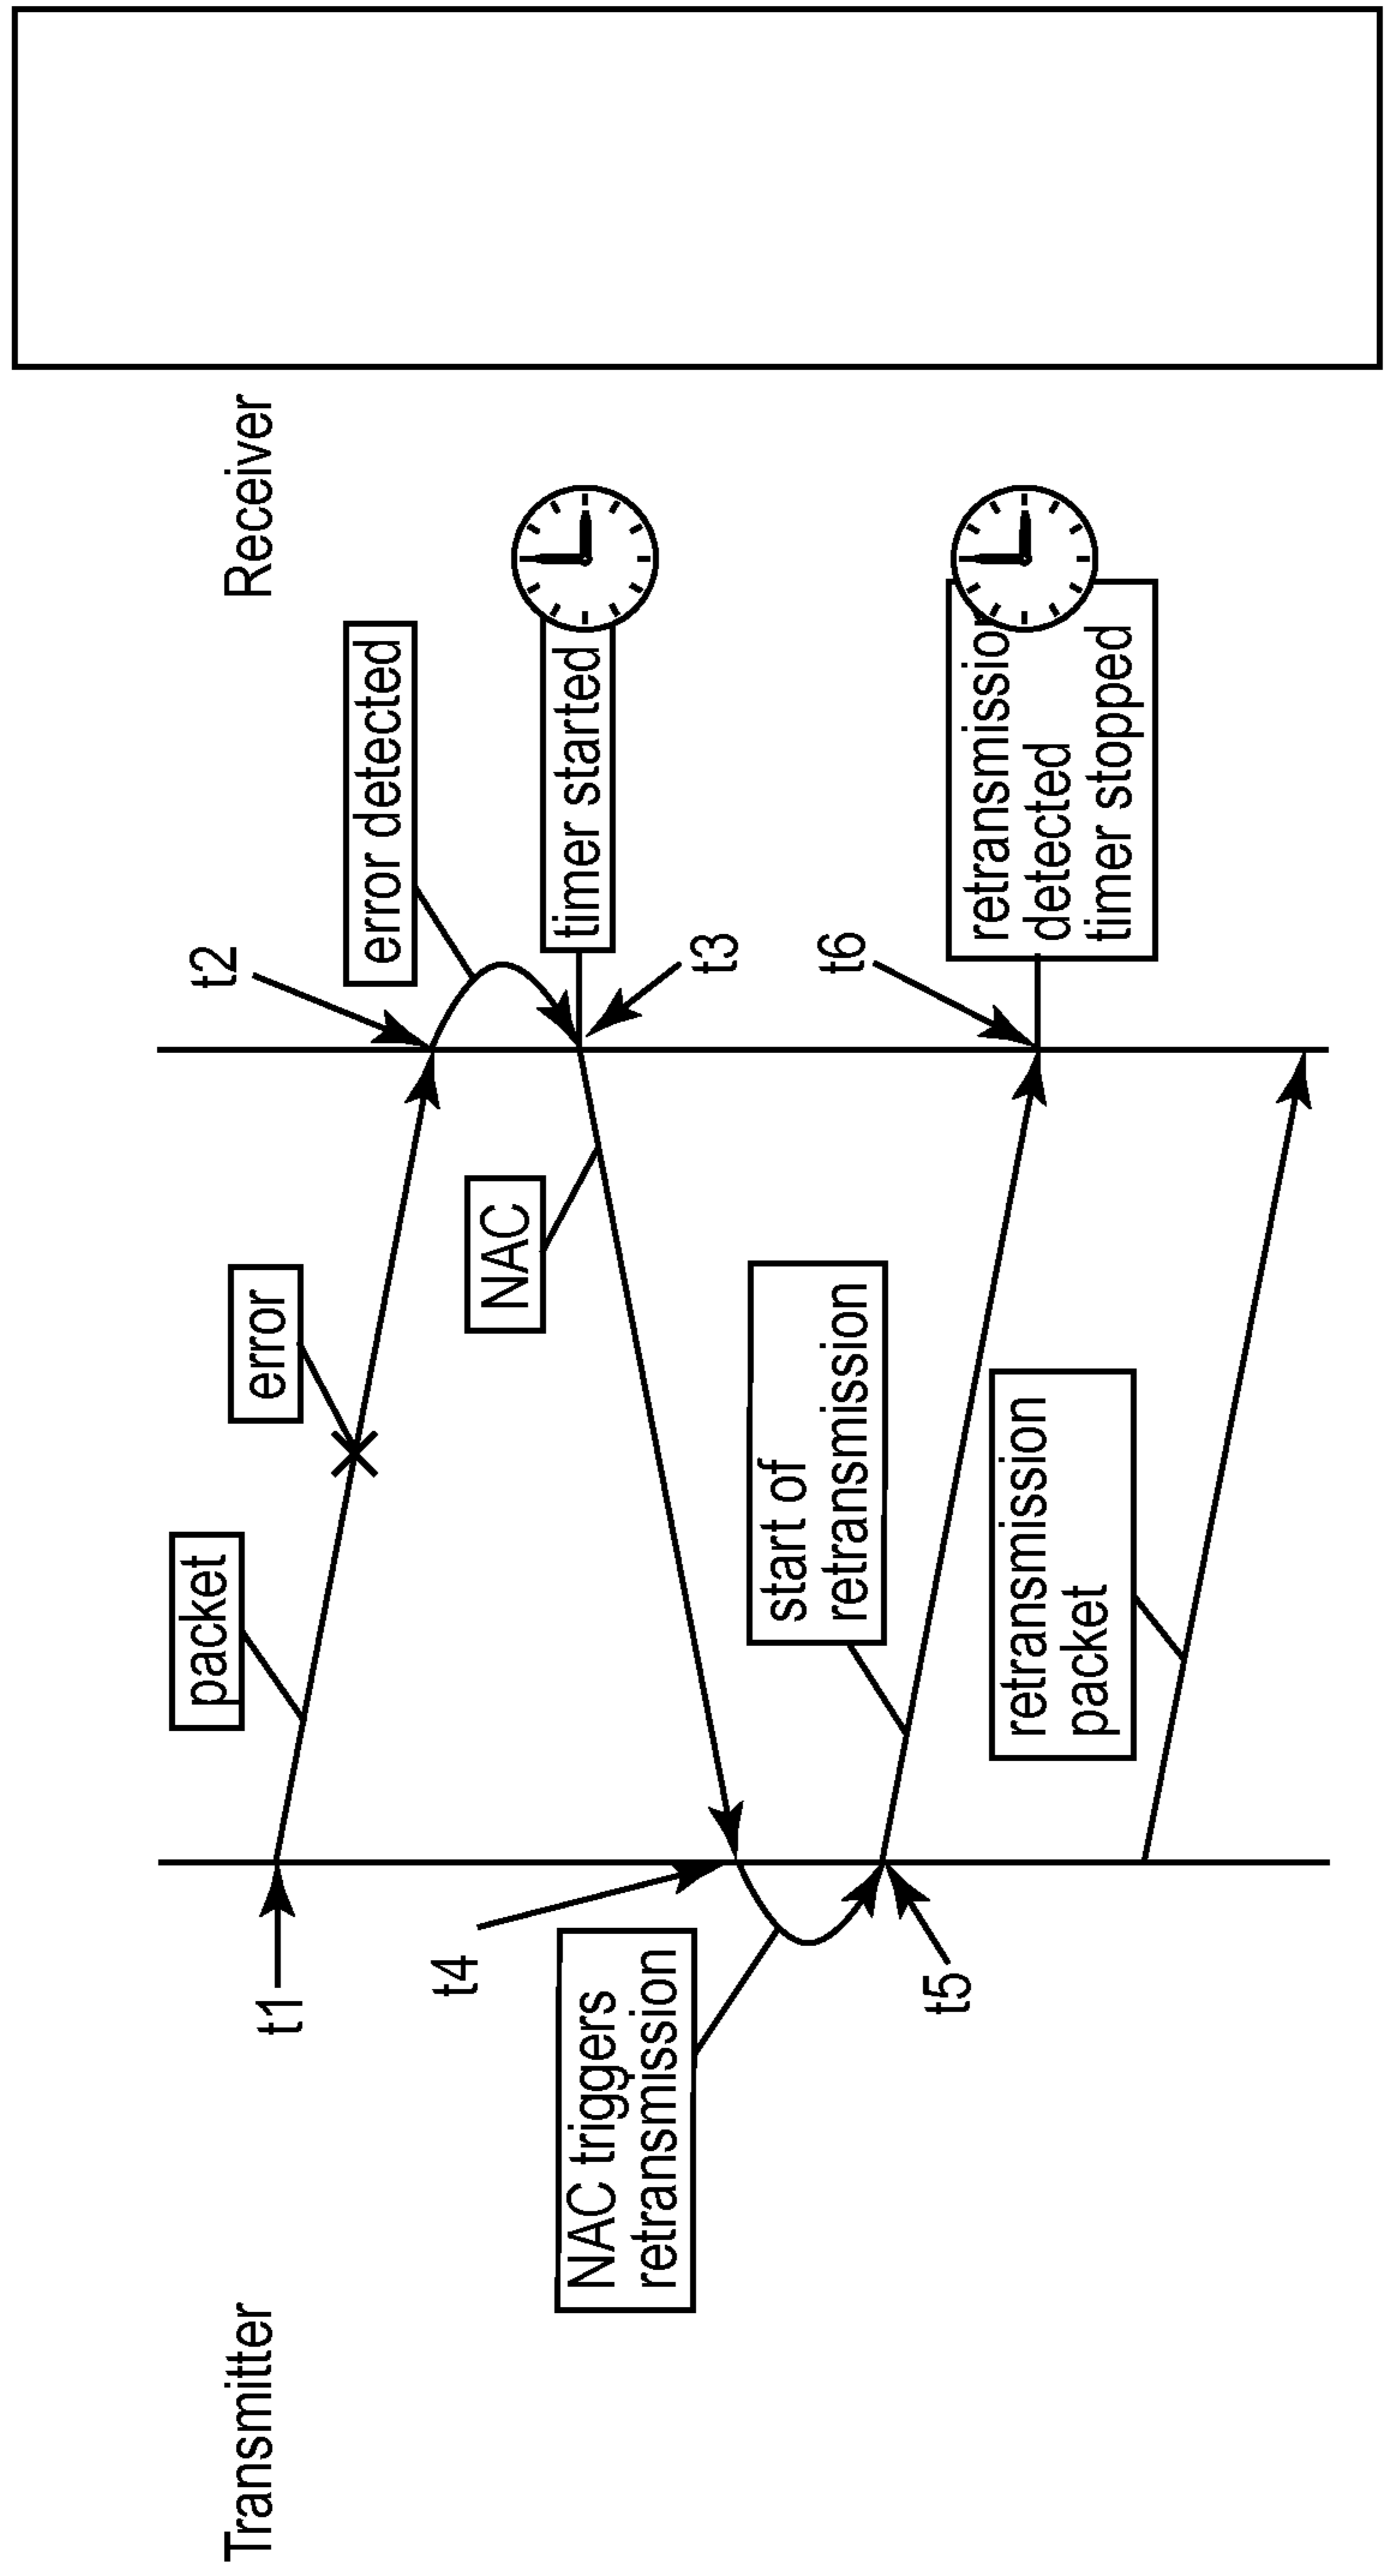 Transmitter
Receiver
t1
packet
error
t2
error detected
NAC
timer started
t3
t4
NAC triggers
retransmission
start of
retransmission
t5
t6
retransmission
detected
timer stopped
retransmission
packet